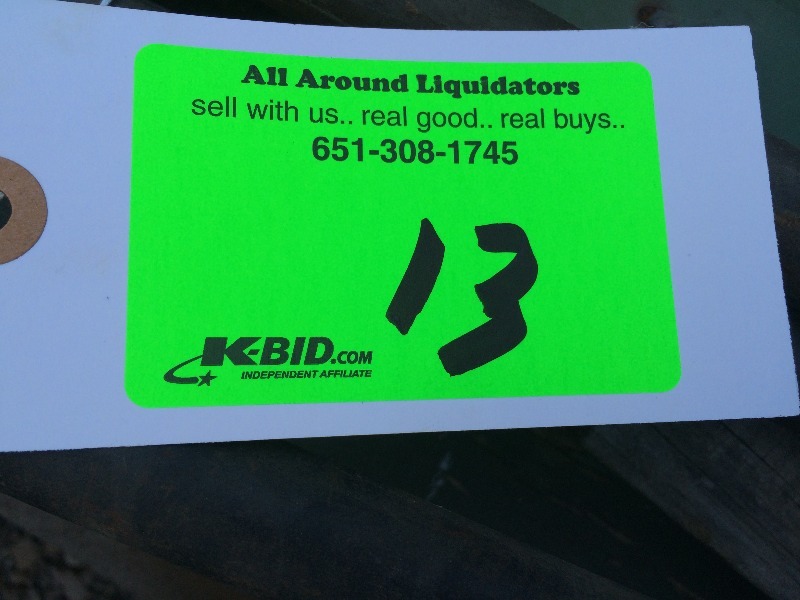 All Around Liquidators
sell with us.. real good.. real buys..
651-308-1745
13
K-BID.COM
INDEPENDENT AFFILIATE